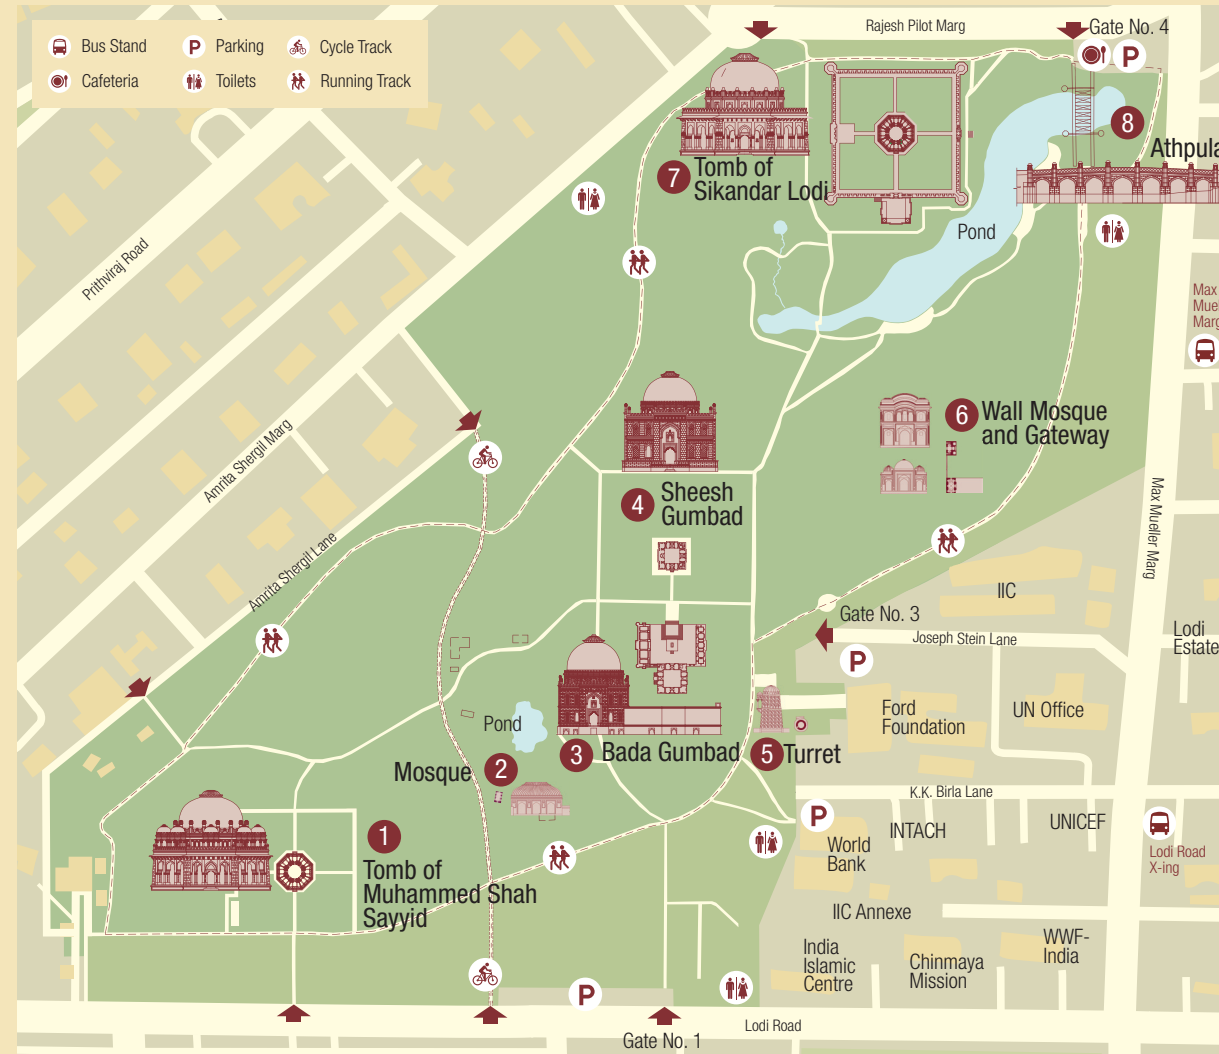 Bus Stand
Parking
Cycle Track
Cafeteria
Toilets
Running Track
Rajesh Pilot Marg
Gate No. 4
P
8
Athpula
7
Tomb of
Sikandar Lodi
Pond
Prithviraj Road
Max
Muel
Marg
6
Wall Mosque
and Gateway
Amrita Shergil Marg
4
Sheesh
Gumbad
Max Mueller Marg
Amrita Shergil Lane
IIC
Gate No. 3
Joseph Stein Lane
Lodi
Estate
P
Ford
Foundation
UN Office
Pond
3
Bada Gumbad
5
Turret
Mosque
2
K.K. Birla Lane
P
INTACH
UNICEF
World
Bank
Lodi Road
X-ing
1
Tomb of
Muhammed Shah
Sayyid
IIC Annexe
India
Islamic
Centre
Chinmaya
Mission
WWF-
India
P
Lodi Road
Gate No. 1